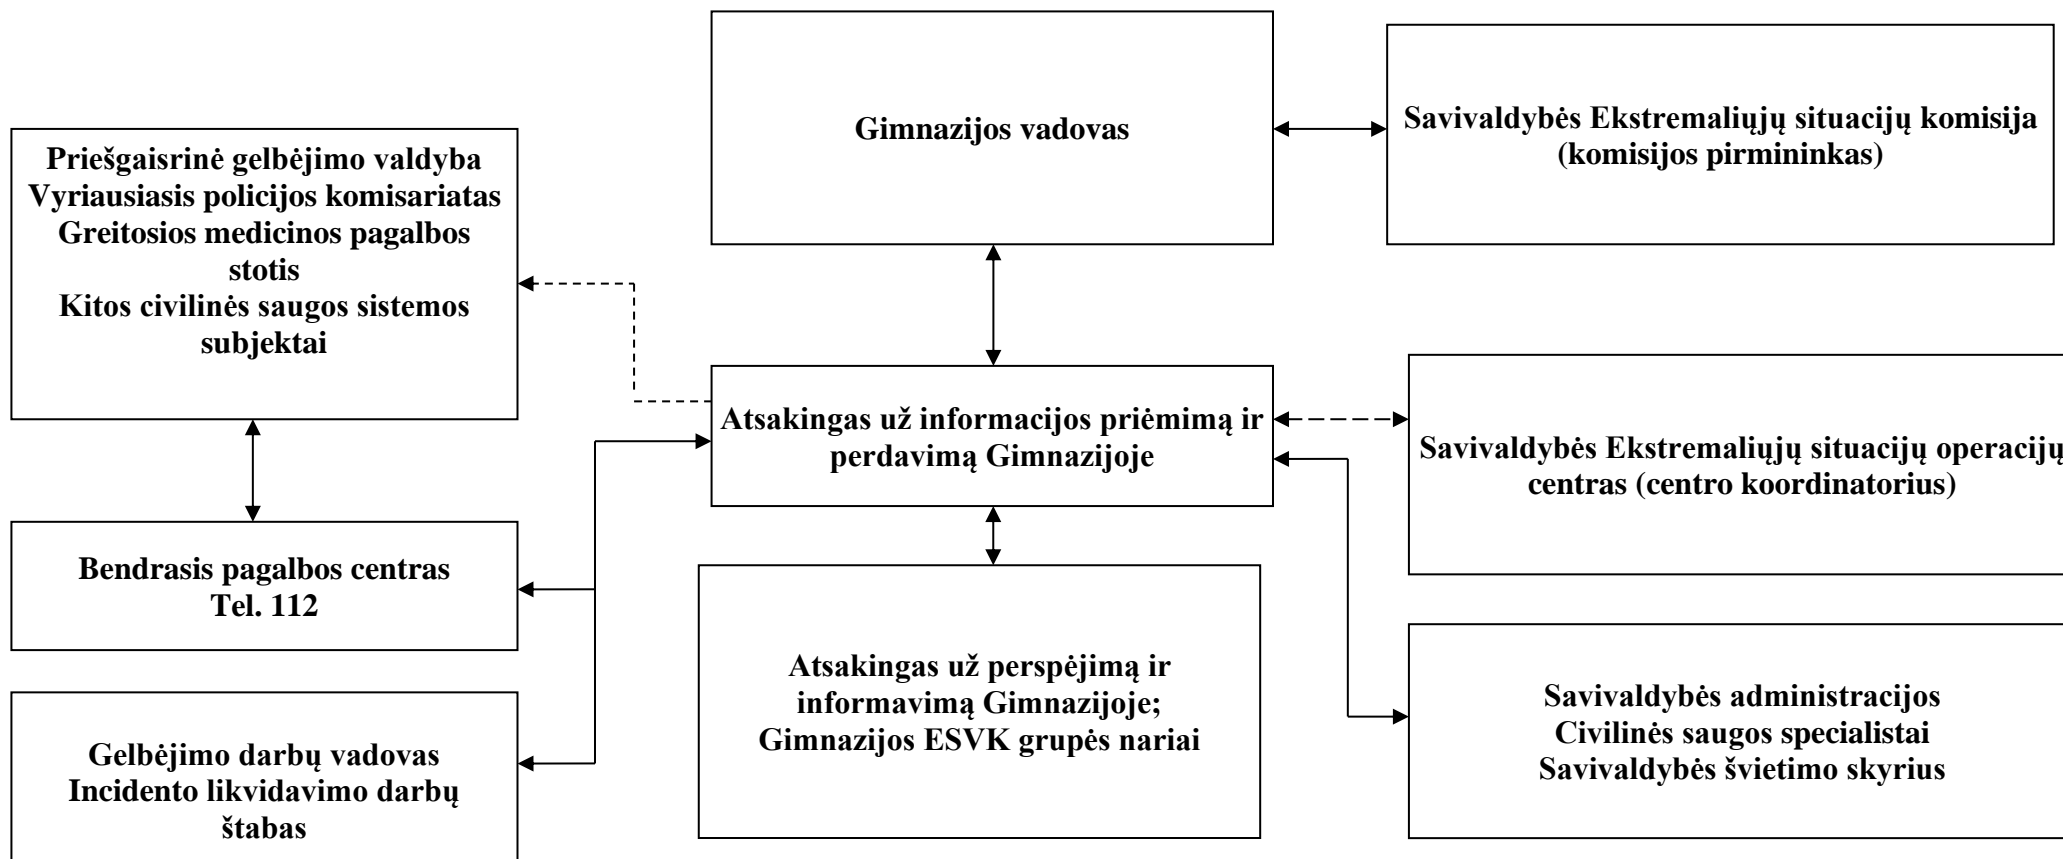 Gimnazijos vadovas
Savivaldybės Ekstremaliųjų situacijų komisija
(komisijos pirmininkas)
Priešgaisrinė gelbėjimo valdyba
Vyriausiasis policijos komisariatas
Greitosios medicinos pagalbos
stotis
Kitos civilinės saugos sistemos
subjektai
Atsakingas už informacijos priėmimą ir
perdavimą Gimnazijoje
Savivaldybės Ekstremaliųjų situacijų operacijų
centras (centro koordinatorius)
Bendrasis pagalbos centras
Tel. 112
Atsakingas už perspėjimą ir
informavimą Gimnazijoje;
Gimnazijos ESVK grupės nariai
Savivaldybės administracijos
Civilinės saugos specialistai
Savivaldybės švietimo skyrius
Gelbėjimo darbų vadovas
Incidento likvidavimo darbų
štabas